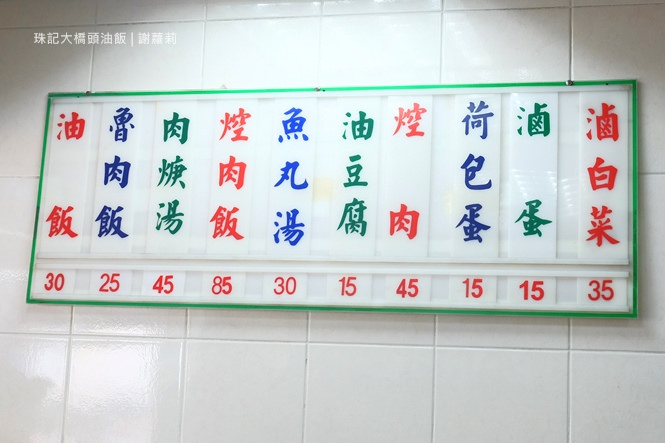 珠記大橋頭油飯 | 謝蘿莉
油飯 30
魯肉飯 25
肉焿湯 45
焢肉飯 85
魚丸湯 30
油豆腐 15
焢肉 45
荷包蛋 15
滷蛋 15
滷白菜 35